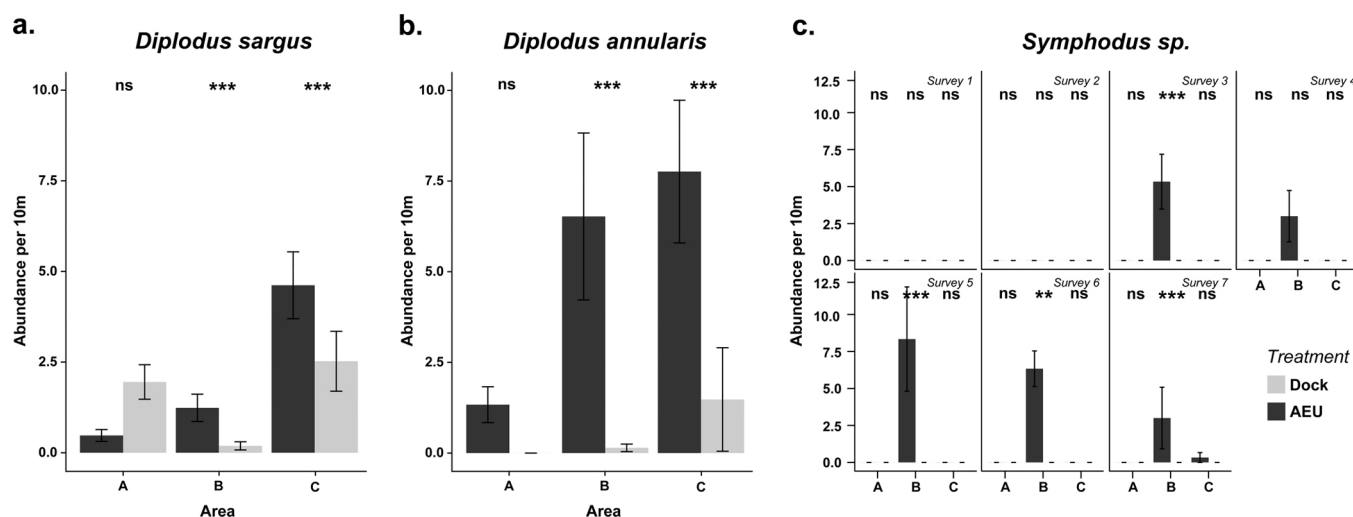 a.
Diplodus sargus
ns *** ***
10.0
7.5
5.0
2.5
0.0
Abundance per 10m
A B C
Area
b.
Diplodus annularis
ns *** ***
10.0
7.5
5.0
2.5
0.0
Abundance per 10m
A B C
Area
c.
Symphodus sp.
Abundance per 10m
12.5
10.0
7.5
5.0
2.5
0.0
Survey 1
ns ns ns
Survey 2
ns ns ns
Survey 3
ns *** ns
Survey 4
ns ns ns
A B C
Abundance per 10m
12.5
10.0
7.5
5.0
2.5
0.0
Survey 5
ns *** ns
A B C
Survey 6
ns ** ns
A B C
Survey 7
ns *** ns
A B C
Treatment
Dock
AEU